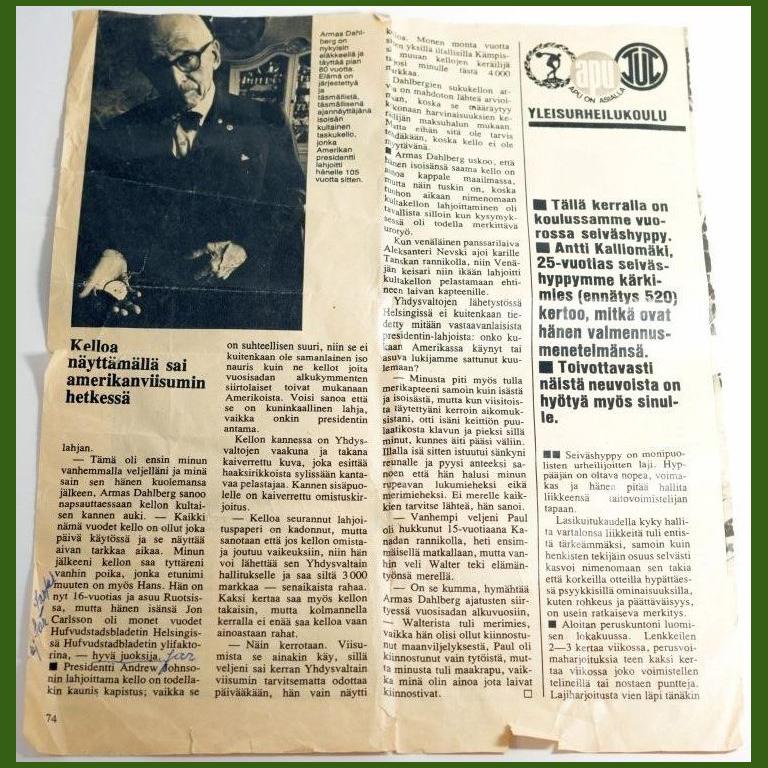 Armas Dahl-
berg on
nykyisin
eläkkeellä ja
täyttää pian
80 vuotta.
Elämä on
järjestettyä
ja
täsmällistä,
täsmällisenä
ajannäyttäjänä
isoisän
kultainen
taskukello,
jonka
Amerikan
presidentti
lahjoitti
hänelle 105
vuotta sitten.
Kelloa
näyttämällä sai
amerikanviisumin
hetkessä
lahjan.
— Tämä oli ensin minun
vanhemmalla veljelläni ja minä
sain sen hänen kuolemansa
jälkeen, Armas Dahlberg sanoo
napsauttaessaan kellon kultai-
sen kannen auki. — Kaikki
nämä vuodet kello on ollut joka
päivä käytössä ja se näyttää
aivan tarkkaa aikaa. Minun
jälkeeni kellon saa tyttäreni
vanhin poika, jonka etunimi
muuten on myös Hans. Hän on
nyt 16-vuotias ja asuu Ruotsis-
sa, mutta hänen isänsä Jon
Carlsson oli monet vuodet
Hufvudstadsbladetin Helsingis-
sä Hufvudstadbladetin ylifakto-
rina, — hyvä juoksija.
■ Presidentti Andrew Johnso-
nin lahjoittama kello on todella-
kin kaunis kapistus; vaikka se
74
on suhteellisen suuri, niin se ei
kuitenkaan ole samanlainen iso
nauris kuin ne kellot joita
vuosisadan alkukymmenten
siirtolaiset toivat mukanaan
Amerikoista. Voisi sanoa että
se on kuninkaallinen lahja,
vaikka onkin presidentin
antama.
Kellon kannessa on Yhdys-
valtojen vaakuna ja takana
kaiverrettu kuva, joka esittää
haaksirikkoista sylissään kanta-
vaa pelastajaa. Kannen sisäpuo-
lelle on kaiverrettu omistuskir-
joitus.
— Kelloa seurannut lahjoi-
tuspaperi on kadonnut, mutta
sanotaan että jos kellon omista-
ja joutuu vaikeuksiin, niin hän
voi lähettää sen Yhdysvaltain
hallitukselle ja saa siltä 3 000
markkaa — senaikaista rahaa.
Kaksi kertaa saa myös kellon
takaisin, mutta kolmannella
kerralla ei enää saa kelloa vaan
ainoastaan rahat.
— Näin kerrotaan. Viisu-
mista se ainakin käy, sillä
veljeni sai kerran Yhdysvaltain
viisumin tarvitsematta odottaa
päivääkään, hän vain näytti
kelloa. Monen monta vuotta
yksillä iltallisilla Kämpis-
muuan kellojen keräilijä
minulle tästä 4 000
markkaa.
Dahlbergien sukukellon ar-
on mahdoton lähteä arvioi-
maan, koska se määräytyy
kokonaan harvinaisuuksien ke-
räilijän maksuhalun mukaan.
Mutta eihän sitä ole tarvis
tehdäkään, koska kello ei ole
myytävänä.
■ Armas Dahlberg uskoo, että
hänen isoisänsä saama kello on
ainoa kappale maailmassa,
mutta näin tuskin on, koska
tuohon aikaan nimenomaan
kultakellon lahjoittaminen oli
tavallista silloin kun kysymyk-
sessä oli todella merkittävä
urotyö.
Kun venäläinen panssarilaiva
Aleksanteri Nevski ajoi karille
Tanskan rannikolla, niin Venä-
jän keisari niin ikään lahjoitti
kultakellon pelastamaan ehti-
neen laivan kapteenille.
Yhdysvaltojen lähetystössä
Helsingissä ei kuitenkaan tie-
detty mitään vastaavanlaisista
presidentin-lahjoista: onko ku-
kaan Amerikassa käynyt tai
asuva lukijamme sattunut kuu-
lemaan?
— Minusta piti myös tulla
merikapteeni samoin kuin isästä
ja isoisästä, mutta kun viisitois-
ta täytettyäni kerroin aikomuk-
sistani, otti isäni keittiön puu-
laatikosta klavun ja pieksi sillä
minut, kunnes äiti pääsi väliin.
Illalla isä sitten istuutui sänkyni
reunalle ja pyysi anteeksi sa-
noen että hän halusi minun
rupeavan lukumieheksi eikä
merimieheksi. Ei merelle kaik-
kien tarvitse lähteä, hän sanoi.
— Vanhempi veljeni Paul
oli hukkunut 15-vuotiaana Ka-
nadan rannikolla, heti ensim-
mäisellä matkallaan, mutta van-
hin veli Walter teki elämän-
työnsä merellä.
— On se kumma, hymähtää
Armas Dahlberg ajatusten siir-
tyessä vuosisadan alkuvuosiin,
— Walterista tuli merimies,
vaikka hän olisi ollut kiinnostu-
nut maanviljelyksestä, Paul oli
kiinnostunut vain tytöistä, mut-
ta minusta tuli maakrapu, vaik-
ka minä olin ainoa jota laivat
kiinnostivat.
apu
JUC
APU ON ASIALLA
YLEISURHEILUKOULU
■ Tällä kerralla on
koulussamme vuo-
rossa seiväshyppy.
■ Antti Kalliomäki,
25-vuotias seiväs-
hyppymme kärki-
mies (ennätys 520)
kertoo, mitkä ovat
hänen valmennus-
menetelmänsä.
■ Toivottavasti
näistä neuvoista on
hyötyä myös sinul-
le.
■■ Seiväshyppy on monipuo-
listen urheilijoitten laji. Hyp-
pääjän on oltava nopea, voima-
kas ja hänen pitää hallita
liikkeensä taitovoimistelijan
tapaan.
Lasikuitukaudella kyky halli-
ta vartalonsa liikkeitä tuli entis-
tä tärkeämmäksi, samoin kuin
henkisten tekijäin osuus selvästi
kasvoi nimenomaan sen takia
että korkeilla otteilla hypättäes-
sä psyykkisillä ominaisuuksilla,
kuten rohkeus ja päättäväisyys,
on usein ratkaiseva merkitys.
■ Aloitan peruskuntoni luomi-
sen lokakuussa. Lenkkeilen
2—3 kertaa viikossa, perusvoi-
maharjoituksia teen kaksi ker-
taa viikossa joko voimistellen
telineillä tai nostaen puntteja.
Lajiharjoitusta vien läpi tänäkin